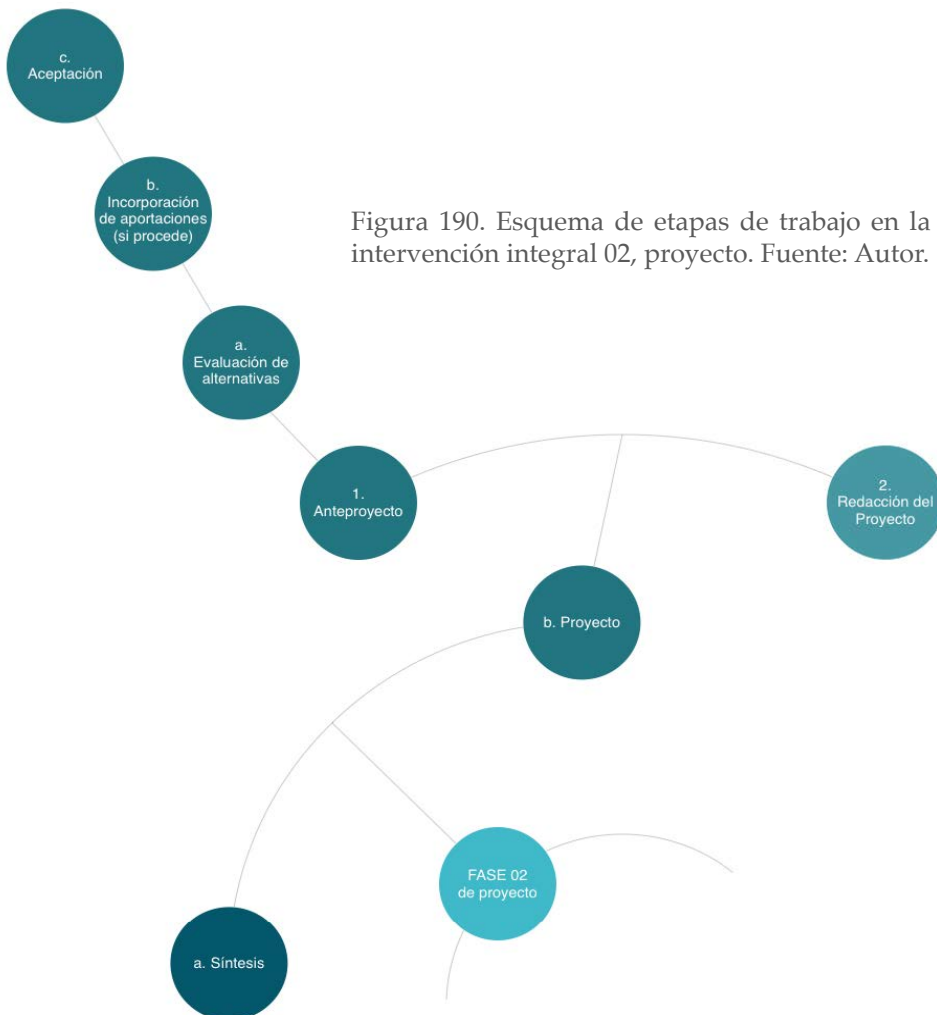 c.
Aceptación
b.
Incorporación
de aportaciones
(si procede)
Figura 190. Esquema de etapas de trabajo en la
intervención integral 02, proyecto. Fuente: Autor.
a.
Evaluación de
alternativas
1.
Anteproyecto
2.
Redacción del
Proyecto
b. Proyecto
FASE 02
de proyecto
a. Síntesis